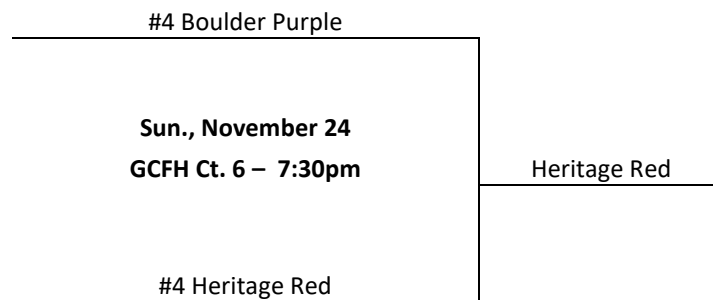 #4 Boulder Purple
Sun., November 24
GCFH Ct. 6 – 7:30pm
Heritage Red
#4 Heritage Red